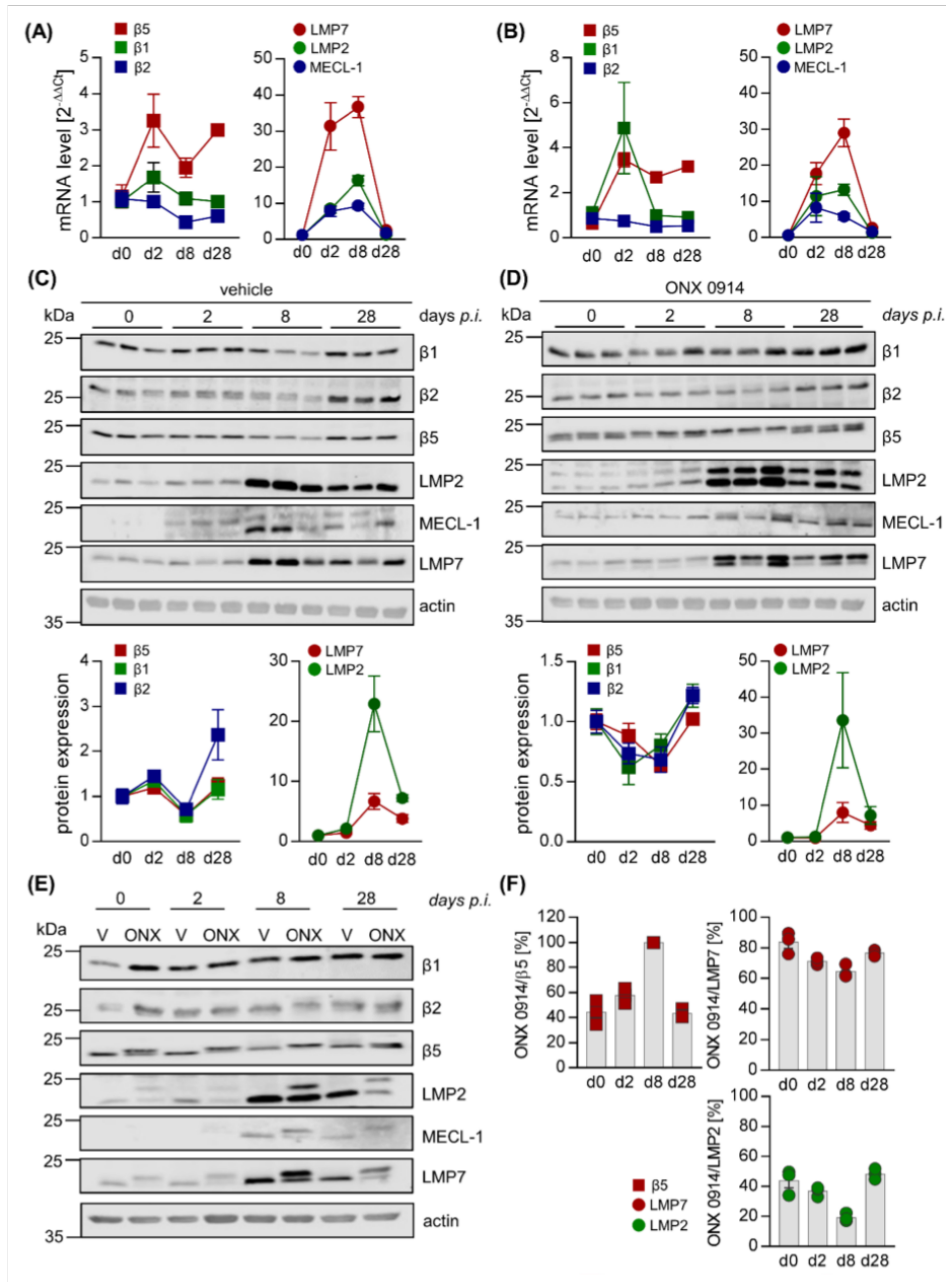 (A)
β5
β1
β2
LMP7
LMP2
MECL-1
mRNA level [2-ΔΔCt]
5
4
3
2
1
0
d0 d2 d8 d28
50
40
30
20
10
0
d0 d2 d8 d28
(B)
β5
β1
β2
LMP7
LMP2
MECL-1
mRNA level [2-ΔΔCt]
8
6
4
2
0
d0 d2 d8 d28
50
40
30
20
10
0
d0 d2 d8 d28
(C)
vehicle
kDa 0 2 8 28 days p.i.
25 β1
25 β2
25 β5
25 LMP2
25 MECL-1
25 LMP7
35 actin
β5
β1
β2
LMP7
LMP2
protein expression
4
3
2
1
0
d0 d2 d8 d28
30
20
10
0
d0 d2 d8 d28
(D)
ONX 0914
kDa 0 2 8 28 days p.i.
25 β1
25 β2
25 β5
25 LMP2
25 MECL-1
25 LMP7
35 actin
β5
β1
β2
LMP7
LMP2
protein expression
1.5
1.0
0.5
0.0
d0 d2 d8 d28
50
40
30
20
10
0
d0 d2 d8 d28
(E)
0 2 8 28 days p.i.
kDa V ONX V ONX V ONX V ONX
25 β1
25 β2
25 β5
25 LMP2
25 MECL-1
25 LMP7
35 actin
(F)
ONX 0914/β5 [%]
120
100
80
60
40
20
0
d0 d2 d8 d28
ONX 0914/LMP7 [%]
100
80
60
40
20
0
d0 d2 d8 d28
ONX 0914/LMP2 [%]
100
80
60
40
20
0
d0 d2 d8 d28
β5
LMP7
LMP2